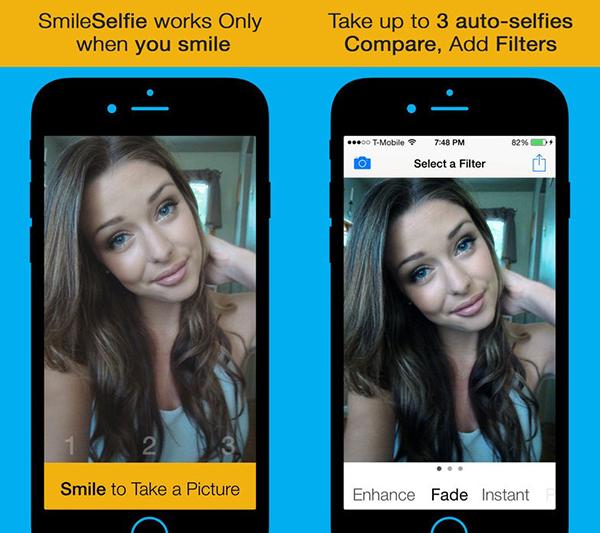 SmileSelfie works Only
when you smile
1 2 3
Smile to Take a Picture
Take up to 3 auto-selfies
Compare, Add Filters
T-Mobile 7:48 PM 82%
Select a Filter
Enhance Fade Instant